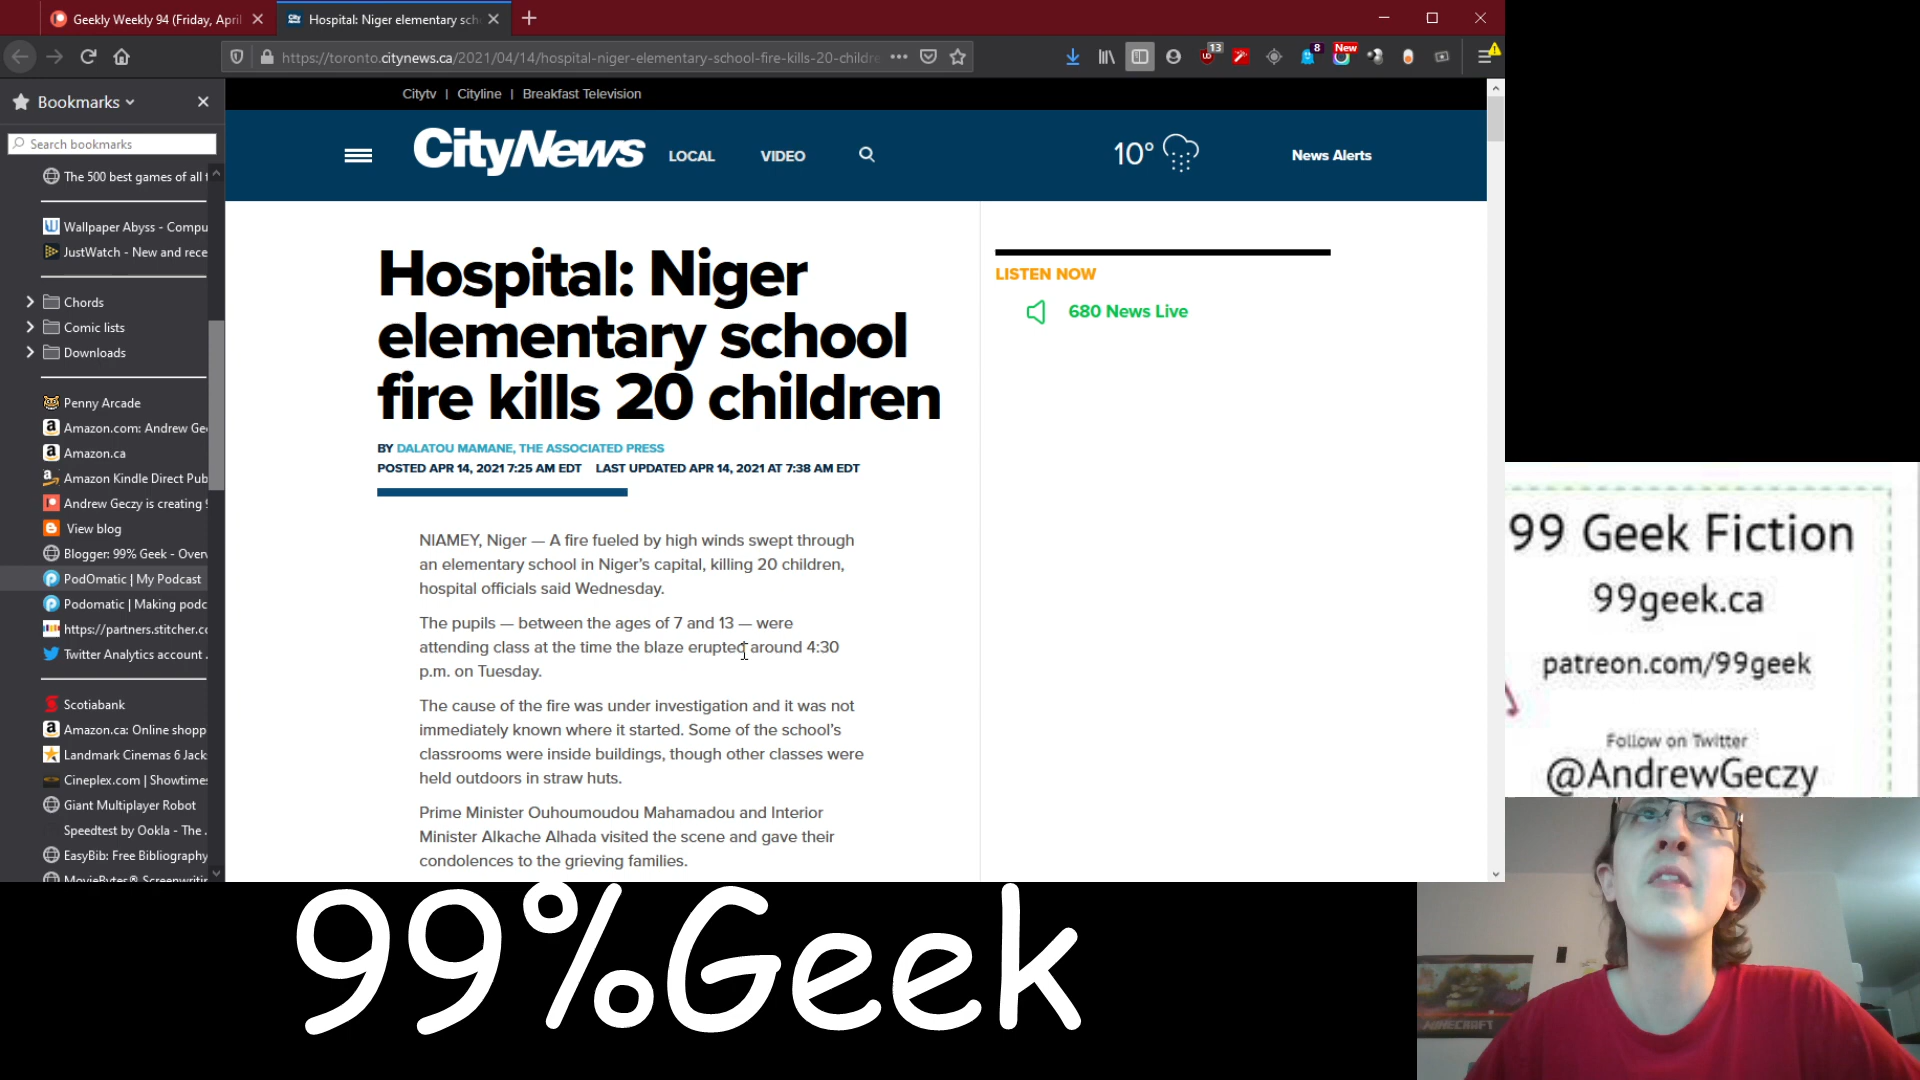 Geekly Weekly 94 (Friday, April
Hospital: Niger elementary sch
https://toronto.citynews.ca/2021/04/14/hospital-niger-elementary-school-fire-kills-20-childre
13
8
New
Bookmarks
Search bookmarks
The 500 best games of all t
Wallpaper Abyss - Compu
JustWatch - New and rece
Chords
Comic lists
Downloads
Penny Arcade
Amazon.com: Andrew Ge
Amazon.ca
Amazon Kindle Direct Pub
Andrew Geczy is creating 9
View blog
Blogger: 99% Geek - Overv
PodOmatic | My Podcast
Podomatic | Making podc
https://partners.stitcher.co
Twitter Analytics account
Scotiabank
Amazon.ca: Online shopp
Landmark Cinemas 6 Jack
Cineplex.com | Showtimes
Giant Multiplayer Robot
Speedtest by Ookla - The
EasyBib: Free Bibliography
MovieBytes® Screenwritin
Citytv | Cityline | Breakfast Television
CityNews LOCAL VIDEO 10° News Alerts
Hospital: Niger
elementary school
fire kills 20 children
BY DALATOU MAMANE, THE ASSOCIATED PRESS
POSTED APR 14, 2021 7:25 AM EDT LAST UPDATED APR 14, 2021 AT 7:38 AM EDT
NIAMEY, Niger — A fire fueled by high winds swept through
an elementary school in Niger's capital, killing 20 children,
hospital officials said Wednesday.
The pupils — between the ages of 7 and 13 — were
attending class at the time the blaze erupted around 4:30
p.m. on Tuesday.
The cause of the fire was under investigation and it was not
immediately known where it started. Some of the school's
classrooms were inside buildings, though other classes were
held outdoors in straw huts.
Prime Minister Ouhoumoudou Mahamadou and Interior
Minister Alkache Alhada visited the scene and gave their
condolences to the grieving families.
LISTEN NOW
680 News Live
99 Geek Fiction
99geek.ca
patreon.com/99geek
Follow on Twitter
@AndrewGeczy
99%Geek
MINECRAFT